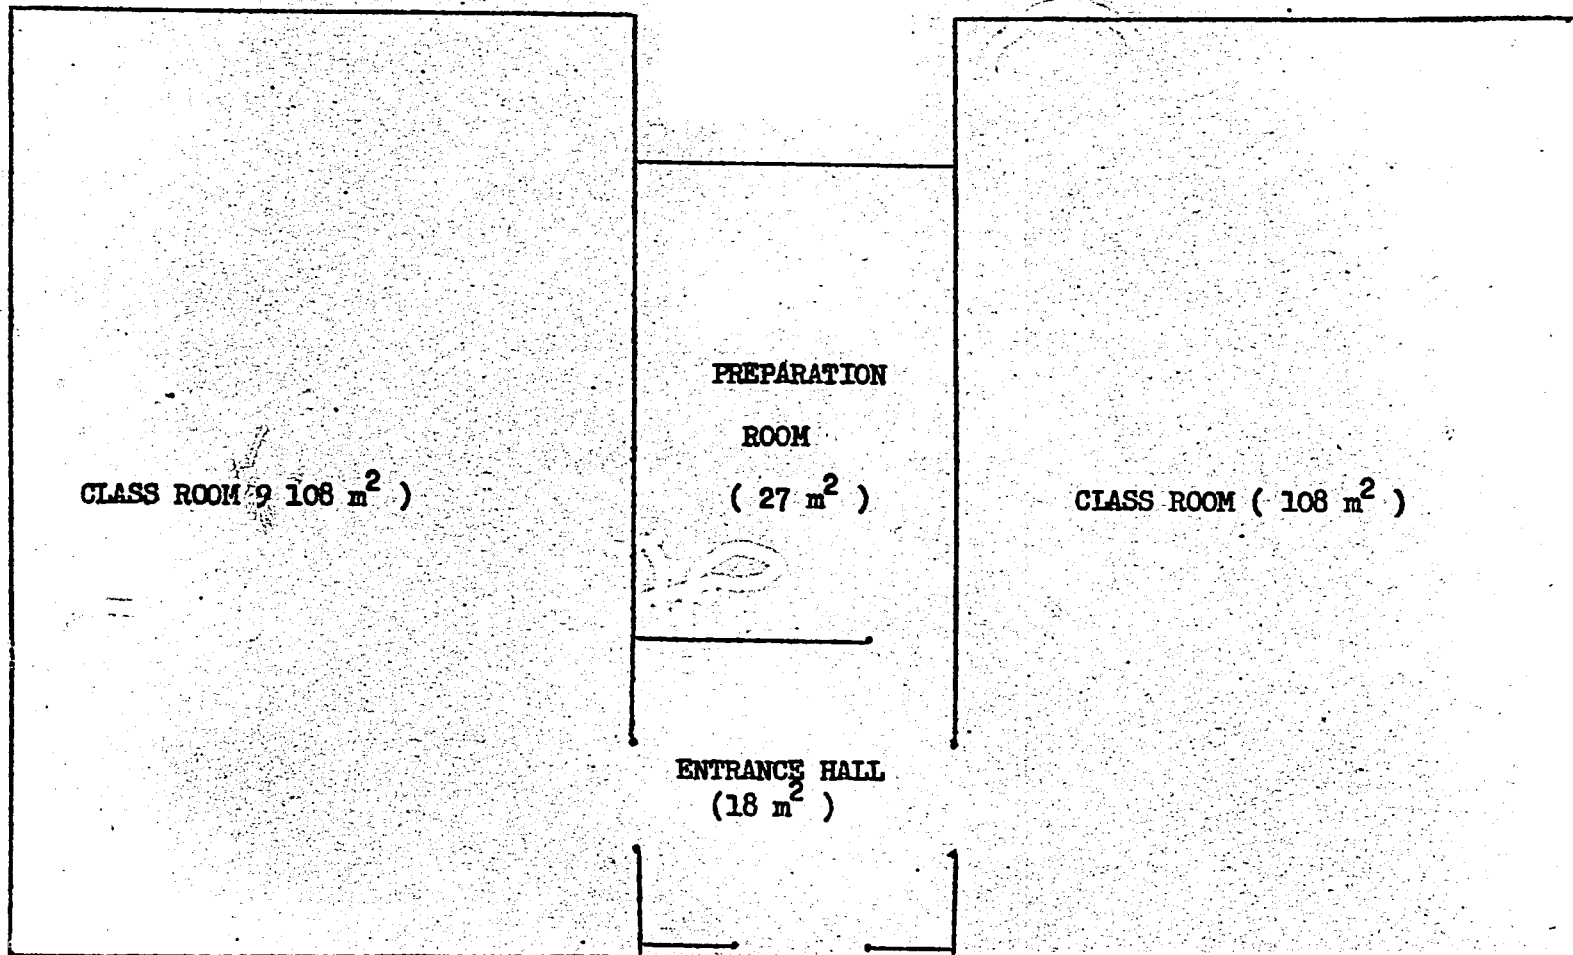 PREPARATION
ROOM
( 27 m² )
CLASS ROOM 9 108 m² )
CLASS ROOM ( 108 m² )
ENTRANCE HALL
(18 m² )